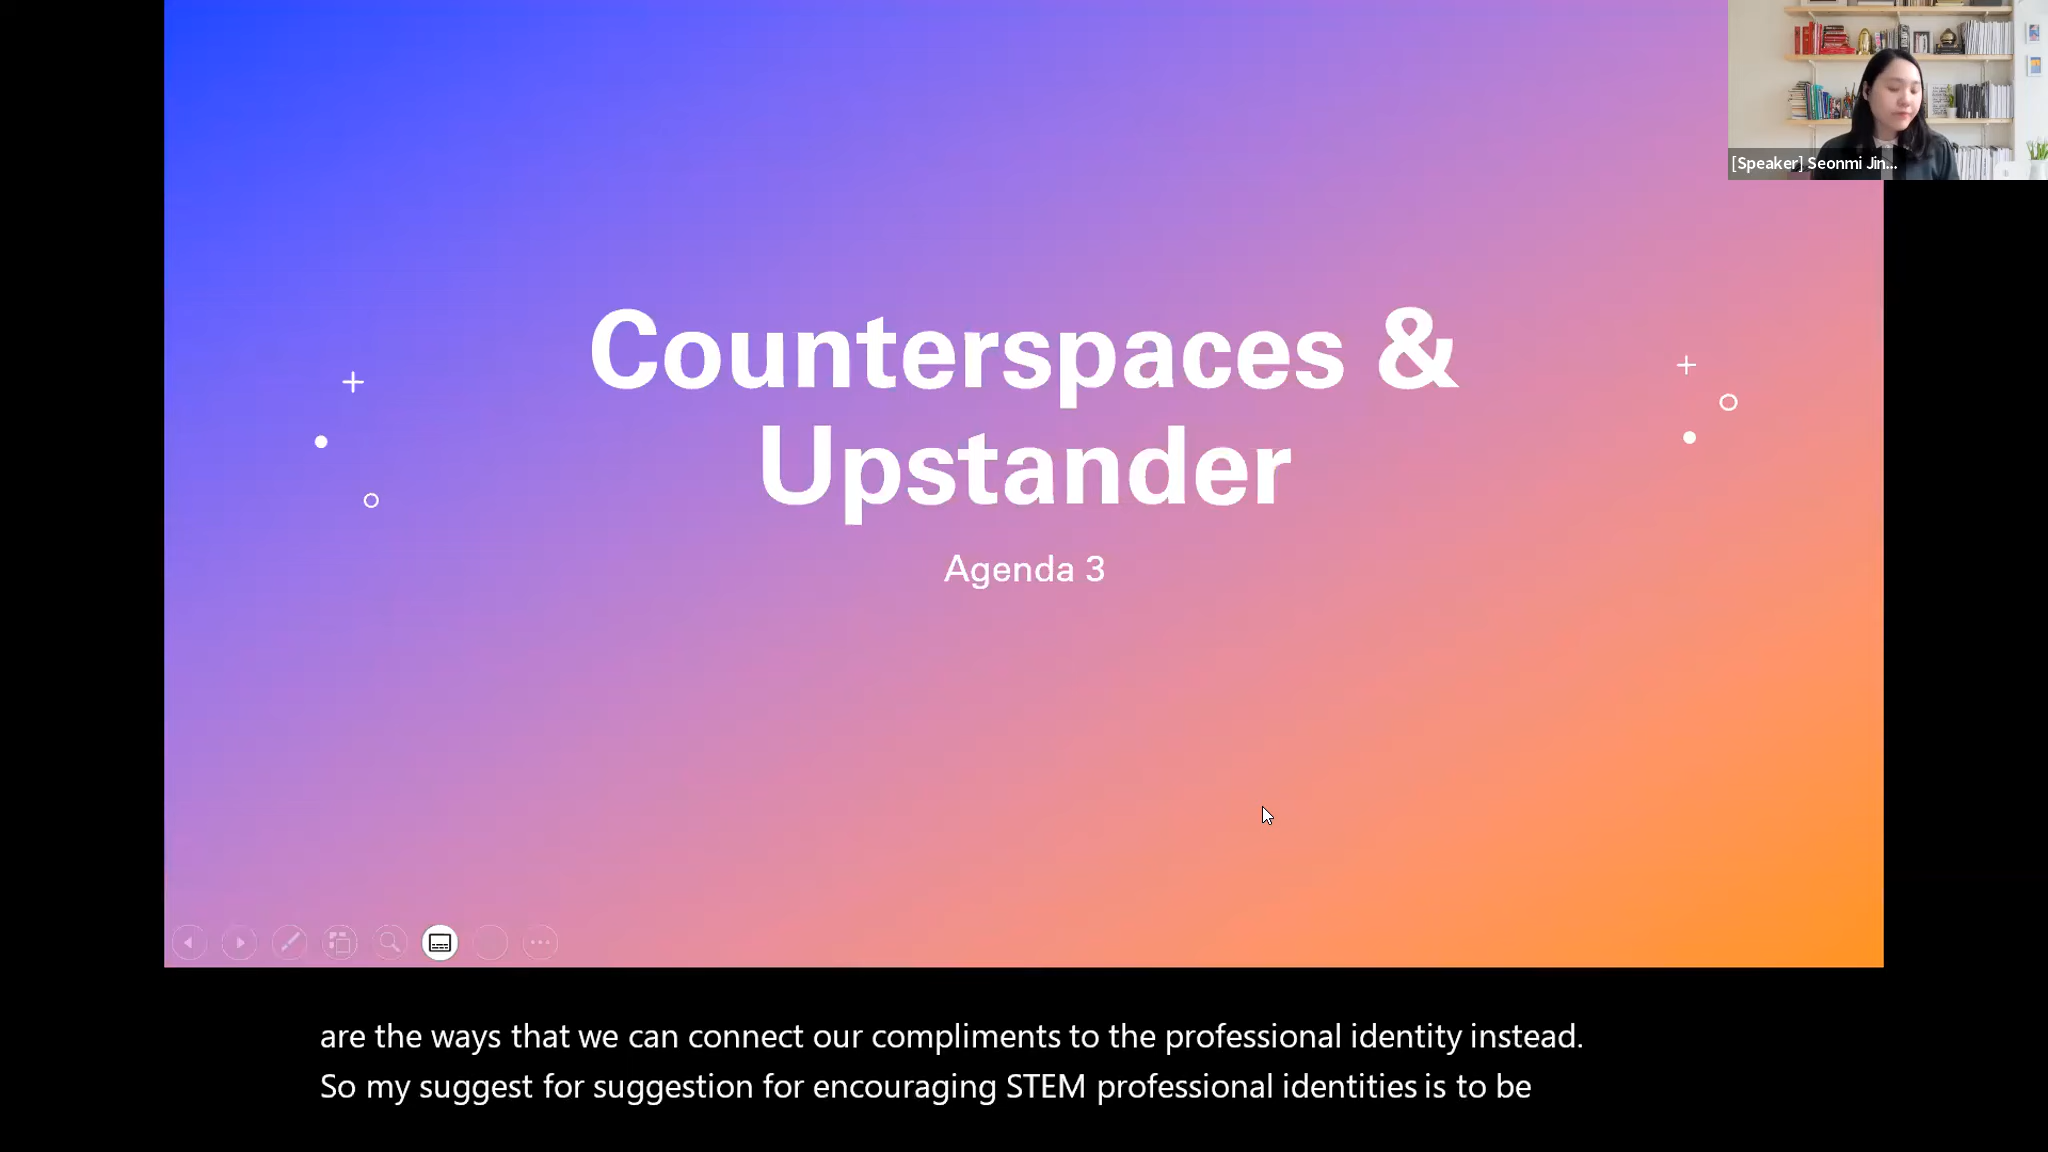 [Speaker] Seonmi Jin...
Counterspaces &
Upstander
Agenda 3
are the ways that we can connect our compliments to the professional identity instead.
So my suggest for suggestion for encouraging STEM professional identities is to be